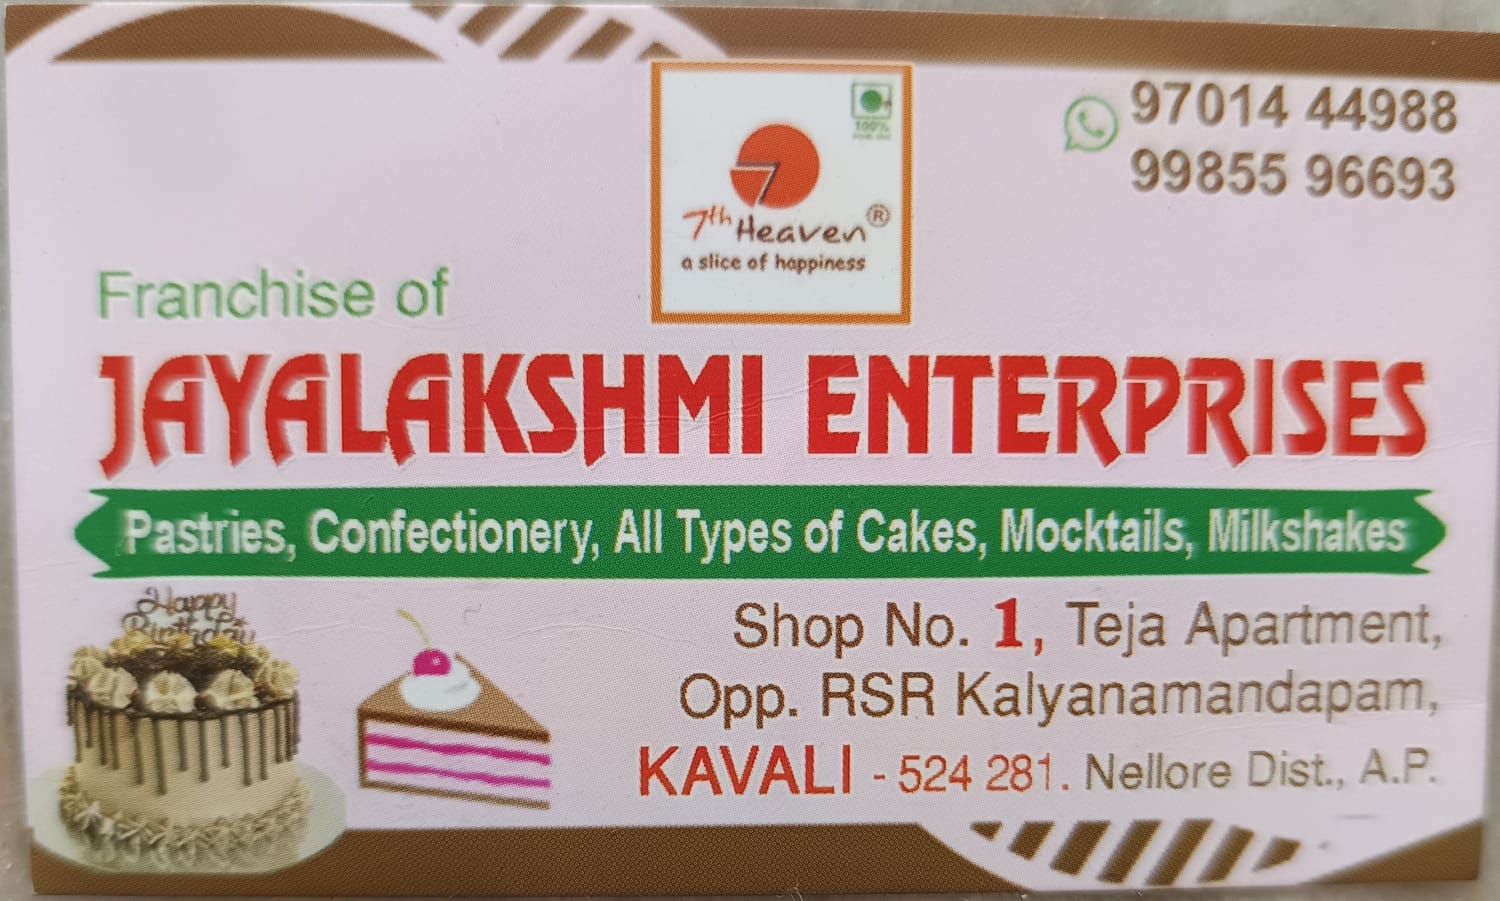 97014 44988
99855 96693
100%
7th Heaven®
a slice of happiness
Franchise of
JAYALAKSHMI ENTERPRISES
Pastries, Confectionery, All Types of Cakes, Mocktails, Milkshakes
Happy
Birthday
Shop No. 1, Teja Apartment,
Opp. RSR Kalyanamandapam,
KAVALI - 524 281. Nellore Dist., A.P.